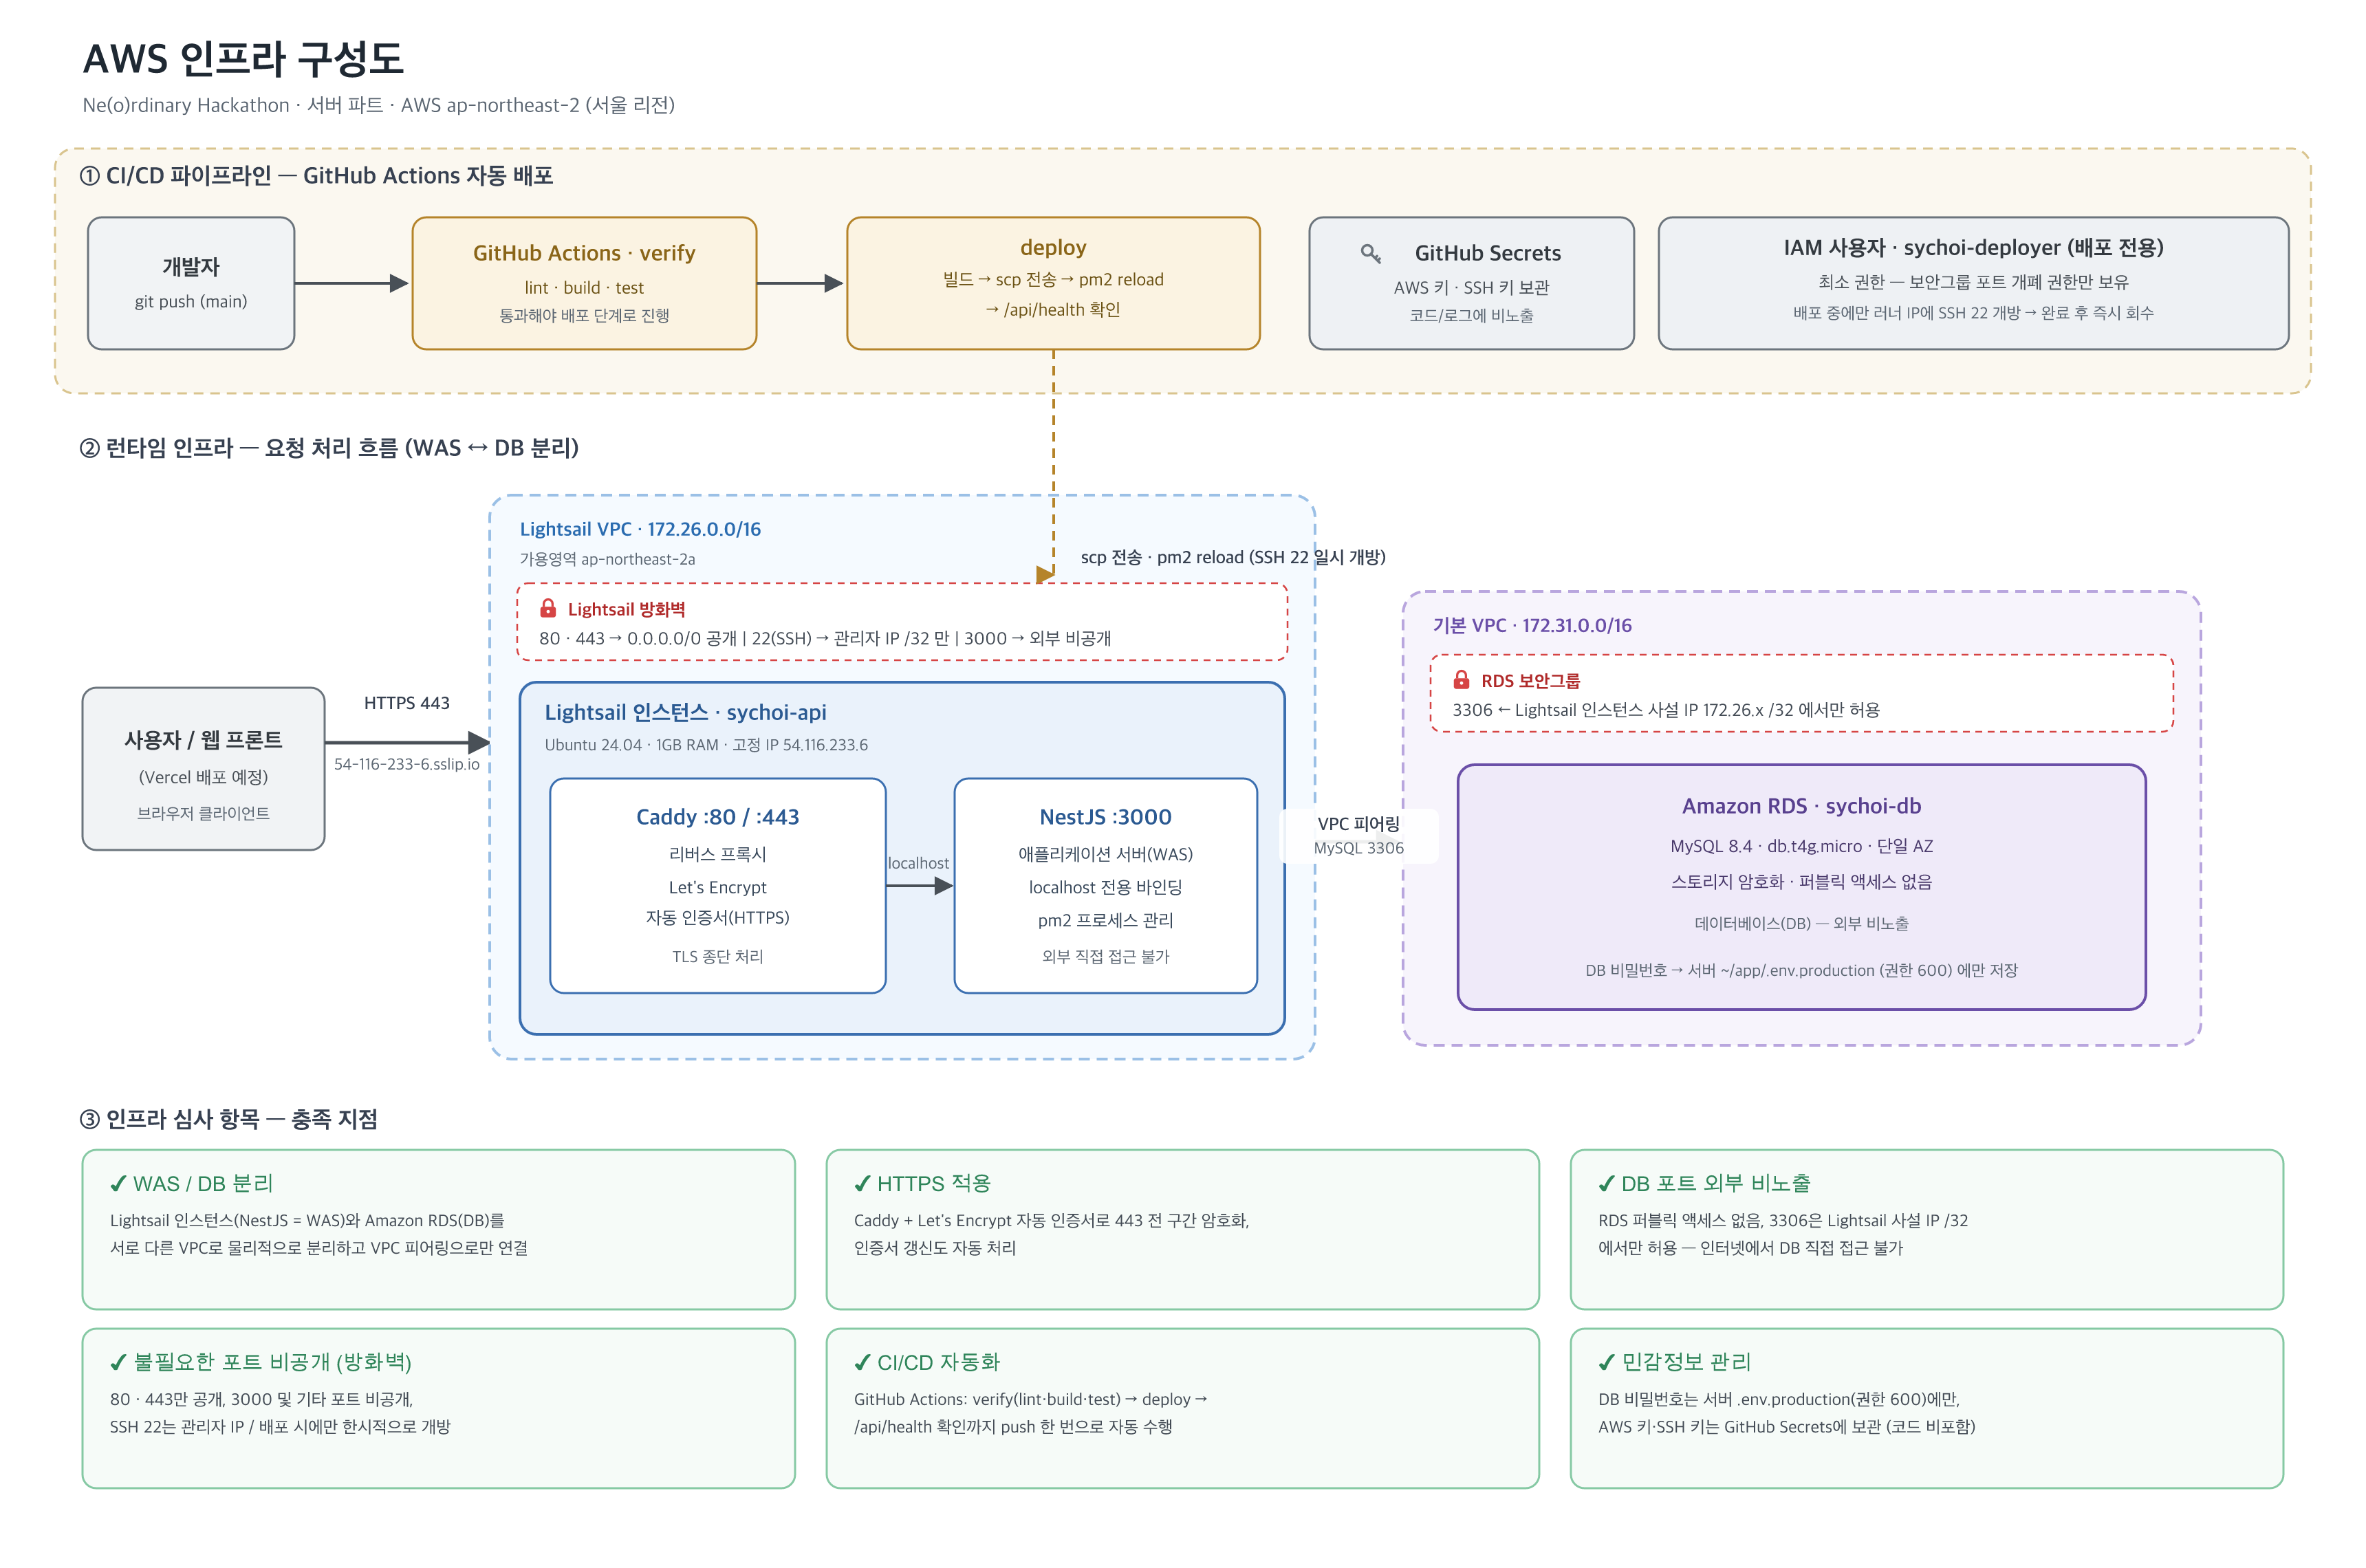 AWS 인프라 구성도
Ne(o)rdinary Hackathon · 서버 파트 · AWS ap-northeast-2 (서울 리전)
① CI/CD 파이프라인 — GitHub Actions 자동 배포
개발자
git push (main)
GitHub Actions · verify
lint · build · test
통과해야 배포 단계로 진행
deploy
빌드 → scp 전송 → pm2 reload
→ /api/health 확인
GitHub Secrets
AWS 키 · SSH 키 보관
코드/로그에 비노출
IAM 사용자 · sychoi-deployer (배포 전용)
최소 권한 — 보안그룹 포트 개폐 권한만 보유
배포 중에만 러너 IP에 SSH 22 개방 → 완료 후 즉시 회수
② 런타임 인프라 — 요청 처리 흐름 (WAS ↔ DB 분리)
Lightsail VPC · 172.26.0.0/16
가용영역 ap-northeast-2a
scp 전송 · pm2 reload (SSH 22 일시 개방)
Lightsail 방화벽
80 · 443 → 0.0.0.0/0 공개 | 22(SSH) → 관리자 IP /32 만 | 3000 → 외부 비공개
사용자 / 웹 프론트
(Vercel 배포 예정)
브라우저 클라이언트
HTTPS 443
54-116-233-6.sslip.io
Lightsail 인스턴스 · sychoi-api
Ubuntu 24.04 · 1GB RAM · 고정 IP 54.116.233.6
Caddy :80 / :443
리버스 프록시
Let's Encrypt
자동 인증서(HTTPS)
TLS 종단 처리
localhost
NestJS :3000
애플리케이션 서버(WAS)
localhost 전용 바인딩
pm2 프로세스 관리
외부 직접 접근 불가
VPC 피어링
MySQL 3306
기본 VPC · 172.31.0.0/16
RDS 보안그룹
3306 ← Lightsail 인스턴스 사설 IP 172.26.x /32 에서만 허용
Amazon RDS · sychoi-db
MySQL 8.4 · db.t4g.micro · 단일 AZ
스토리지 암호화 · 퍼블릭 액세스 없음
데이터베이스(DB) — 외부 비노출
DB 비밀번호 → 서버 ~/app/.env.production (권한 600) 에만 저장
③ 인프라 심사 항목 — 충족 지점
✔ WAS / DB 분리
Lightsail 인스턴스(NestJS = WAS)와 Amazon RDS(DB)를
서로 다른 VPC로 물리적으로 분리하고 VPC 피어링으로만 연결
✔ HTTPS 적용
Caddy + Let's Encrypt 자동 인증서로 443 전 구간 암호화,
인증서 갱신도 자동 처리
✔ DB 포트 외부 비노출
RDS 퍼블릭 액세스 없음, 3306은 Lightsail 사설 IP /32
에서만 허용 — 인터넷에서 DB 직접 접근 불가
✔ 불필요한 포트 비공개 (방화벽)
80 · 443만 공개, 3000 및 기타 포트 비공개,
SSH 22는 관리자 IP / 배포 시에만 한시적으로 개방
✔ CI/CD 자동화
GitHub Actions: verify(lint·build·test) → deploy →
/api/health 확인까지 push 한 번으로 자동 수행
✔ 민감정보 관리
DB 비밀번호는 서버 .env.production(권한 600)에만,
AWS 키·SSH 키는 GitHub Secrets에 보관 (코드 비포함)